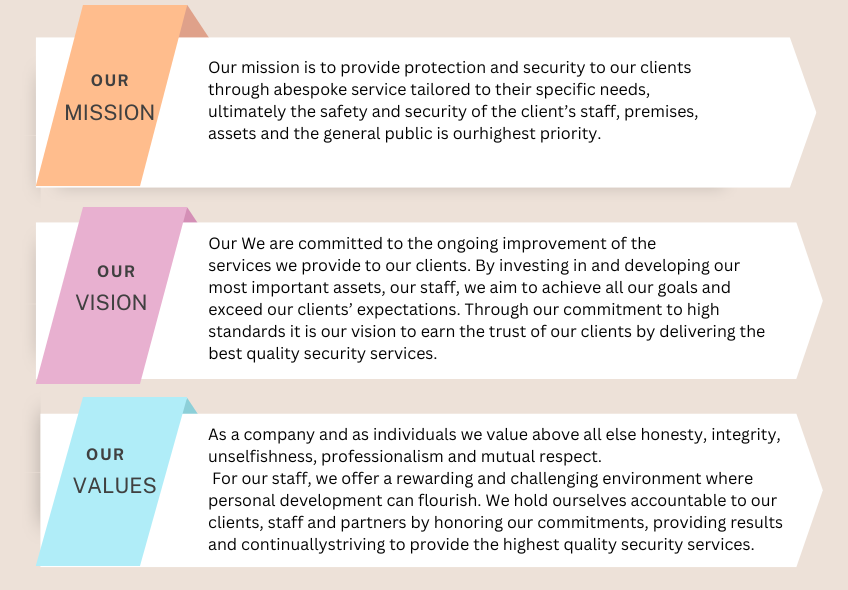 OUR
MISSION
Our mission is to provide protection and security to our clients
through abespoke service tailored to their specific needs,
ultimately the safety and security of the client’s staff, premises,
assets and the general public is ourhighest priority.
OUR
VISION
Our We are committed to the ongoing improvement of the
services we provide to our clients. By investing in and developing our
most important assets, our staff, we aim to achieve all our goals and
exceed our clients’ expectations. Through our commitment to high
standards it is our vision to earn the trust of our clients by delivering the
best quality security services.
OUR
VALUES
As a company and as individuals we value above all else honesty, integrity,
unselfishness, professionalism and mutual respect.
For our staff, we offer a rewarding and challenging environment where
personal development can flourish. We hold ourselves accountable to our
clients, staff and partners by honoring our commitments, providing results
and continuallystriving to provide the highest quality security services.